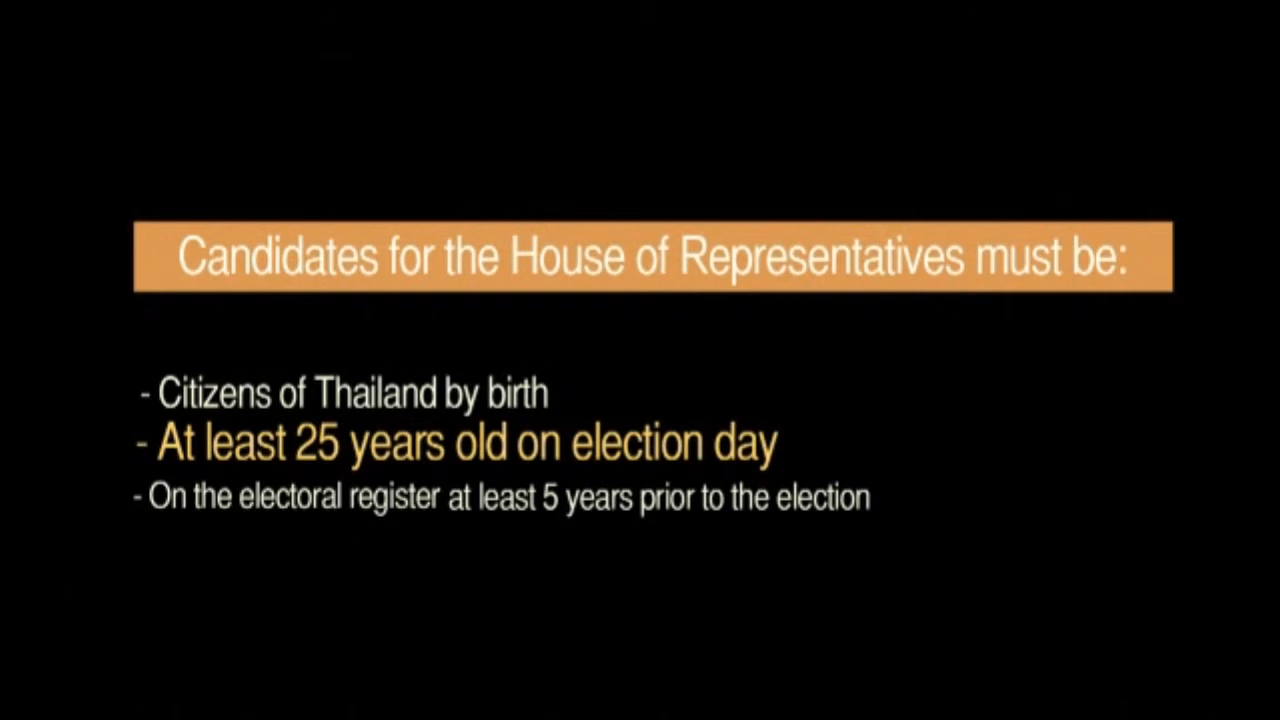 Candidates for the House of Representatives must be:
- Citizens of Thailand by birth
- At least 25 years old on election day
- On the electoral register at least 5 years prior to the election